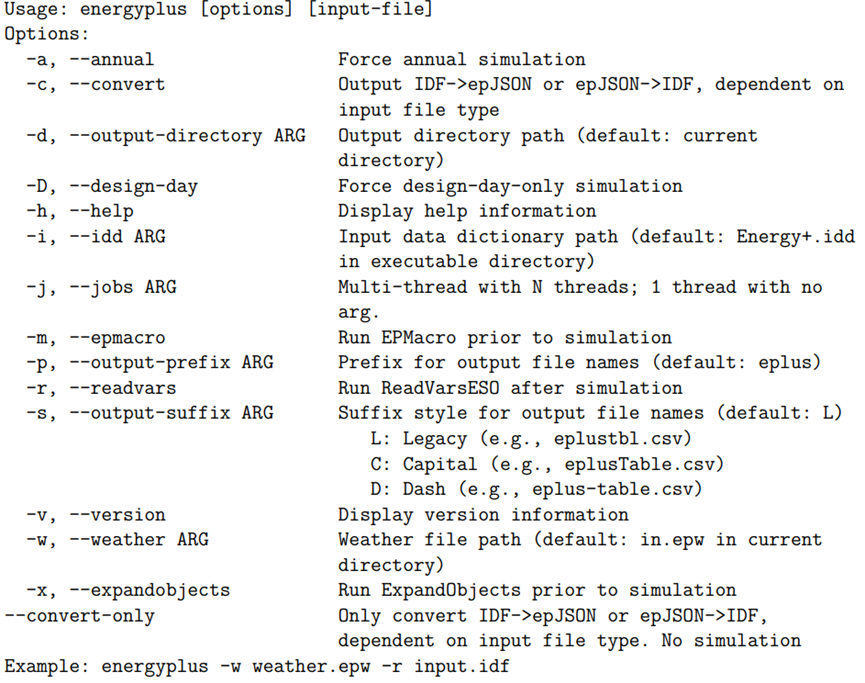 Usage: energyplus [options] [input-file]
Options:
-a, --annual Force annual simulation
-c, --convert Output IDF->epJSON or epJSON->IDF, dependent on
input file type
-d, --output-directory ARG Output directory path (default: current
directory)
-D, --design-day Force design-day-only simulation
-h, --help Display help information
-i, --idd ARG Input data dictionary path (default: Energy+.idd
in executable directory)
-j, --jobs ARG Multi-thread with N threads; 1 thread with no
arg.
-m, --epmacro Run EPMacro prior to simulation
-p, --output-prefix ARG Prefix for output file names (default: eplus)
-r, --readvars Run ReadVarsESO after simulation
-s, --output-suffix ARG Suffix style for output file names (default: L)
L: Legacy (e.g., eplustbl.csv)
C: Capital (e.g., eplusTable.csv)
D: Dash (e.g., eplus-table.csv)
-v, --version Display version information
-w, --weather ARG Weather file path (default: in.epw in current
directory)
-x, --expandobjects Run ExpandObjects prior to simulation
--convert-only Only convert IDF->epJSON or epJSON->IDF,
dependent on input file type. No simulation
Example: energyplus -w weather.epw -r input.idf